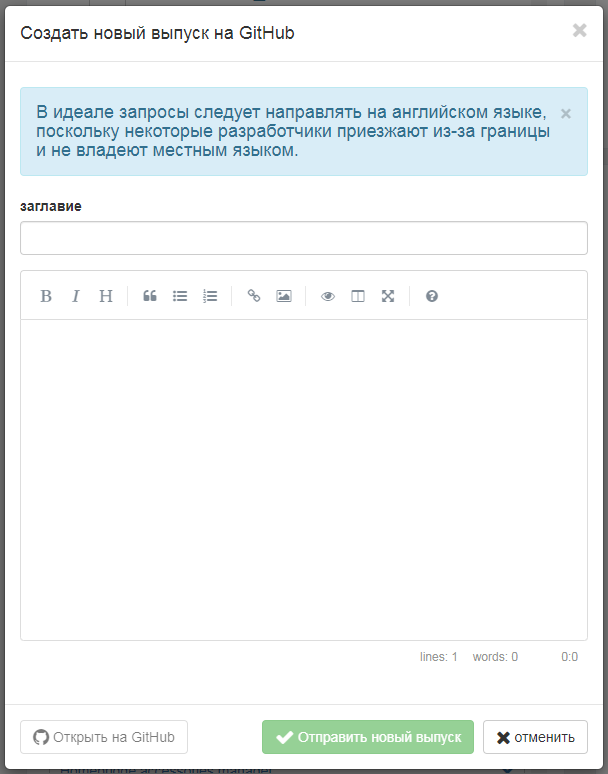 Создать новый выпуск на GitHub
В идеале запросы следует направлять на английском языке,
поскольку некоторые разработчики приезжают из-за границы
и не владеют местным языком.
заглавие
B I H
lines: 1 words: 0 0:0
Открыть на GitHub Отправить новый выпуск отменить